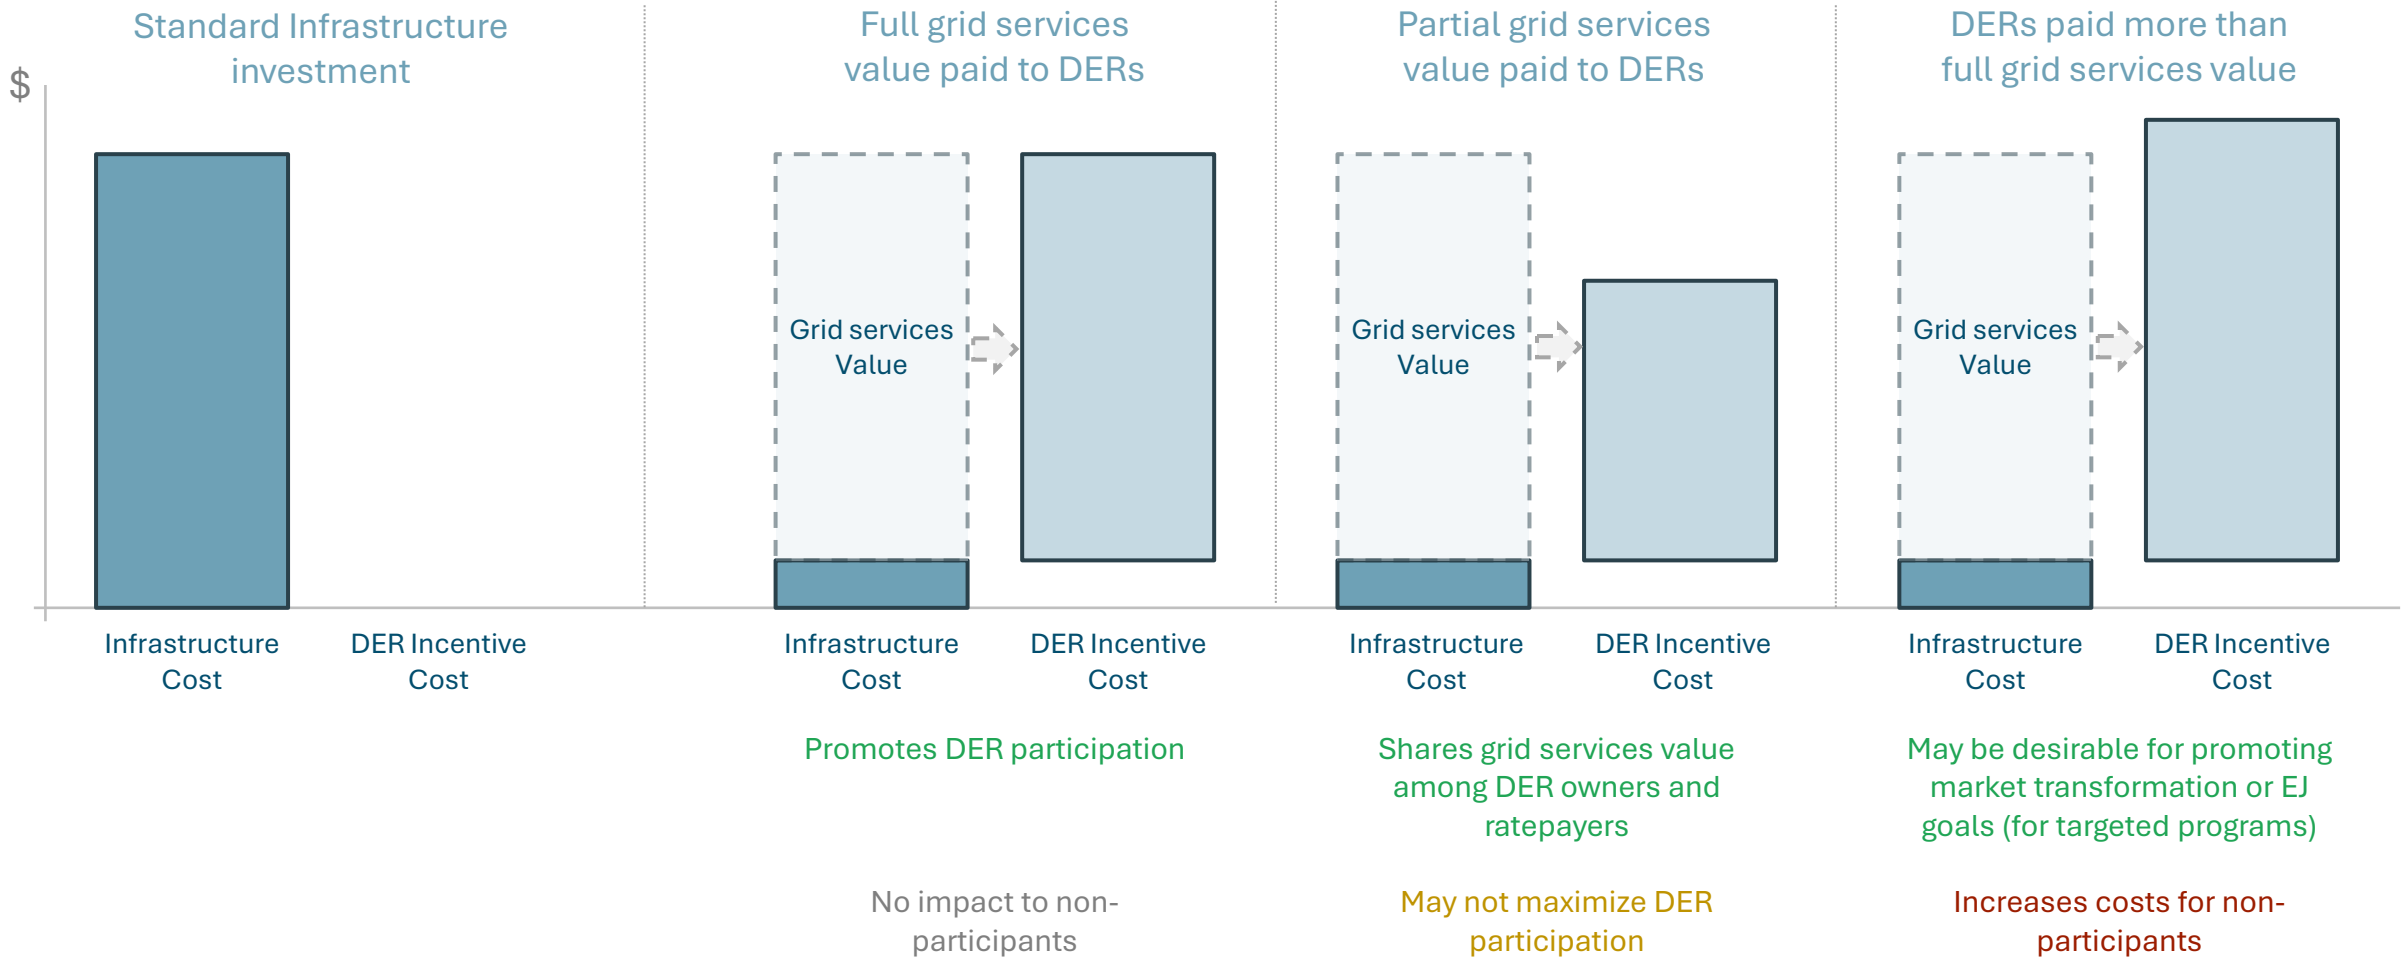 Standard Infrastructure
investment
Full grid services
value paid to DERs
Partial grid services
value paid to DERs
DERs paid more than
full grid services value
$
Grid services
Value
Grid services
Value
Grid services
Value
Infrastructure
Cost
DER Incentive
Cost
Infrastructure
Cost
DER Incentive
Cost
Infrastructure
Cost
DER Incentive
Cost
Infrastructure
Cost
DER Incentive
Cost
Promotes DER participation
Shares grid services value
among DER owners and
ratepayers
May be desirable for promoting
market transformation or EJ
goals (for targeted programs)
No impact to non-
participants
May not maximize DER
participation
Increases costs for non-
participants